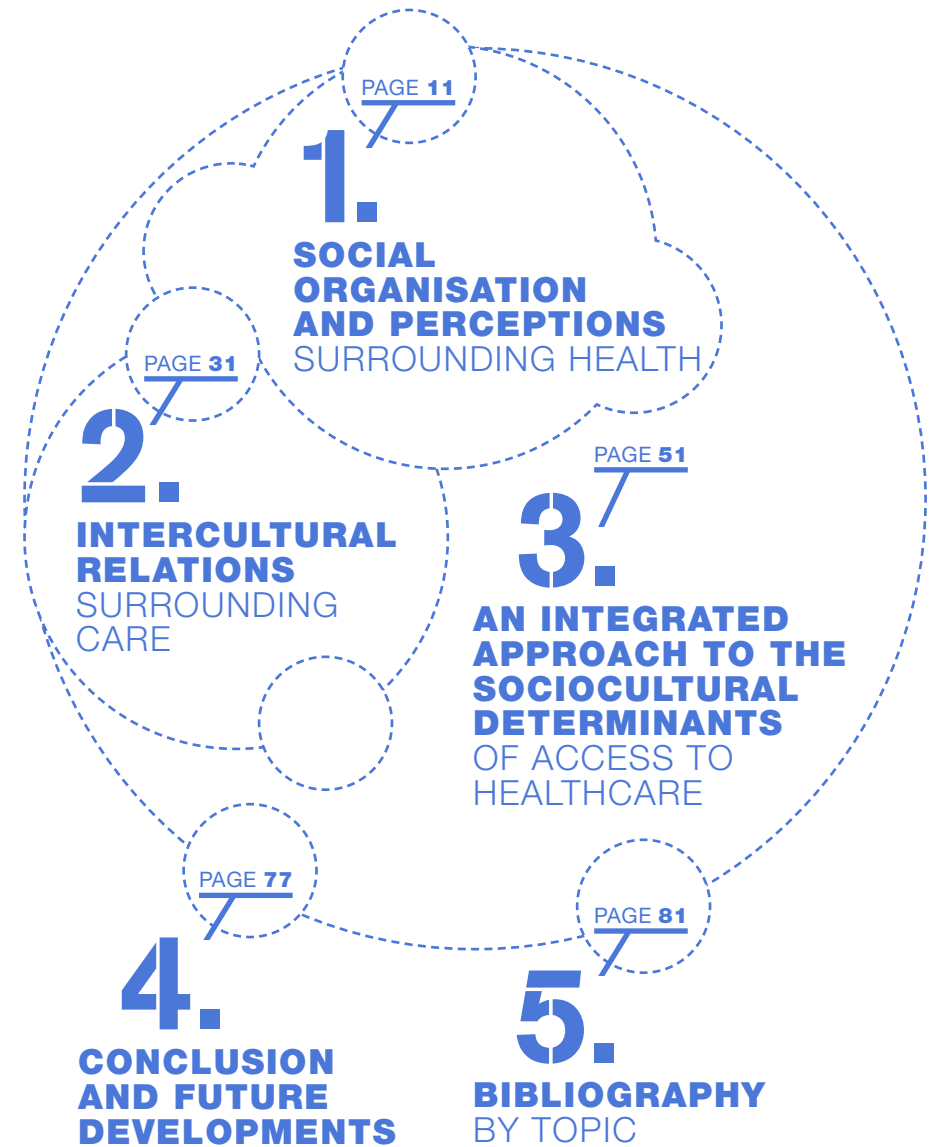 PAGE 11
1.
SOCIAL
ORGANISATION
AND PERCEPTIONS
SURROUNDING HEALTH
PAGE 31
2.
INTERCULTURAL
RELATIONS
SURROUNDING
CARE
PAGE 51
3.
AN INTEGRATED
APPROACH TO THE
SOCIOCULTURAL
DETERMINANTS
OF ACCESS TO
HEALTHCARE
PAGE 77
4.
CONCLUSION
AND FUTURE
DEVELOPMENTS
PAGE 81
5.
BIBLIOGRAPHY
BY TOPIC